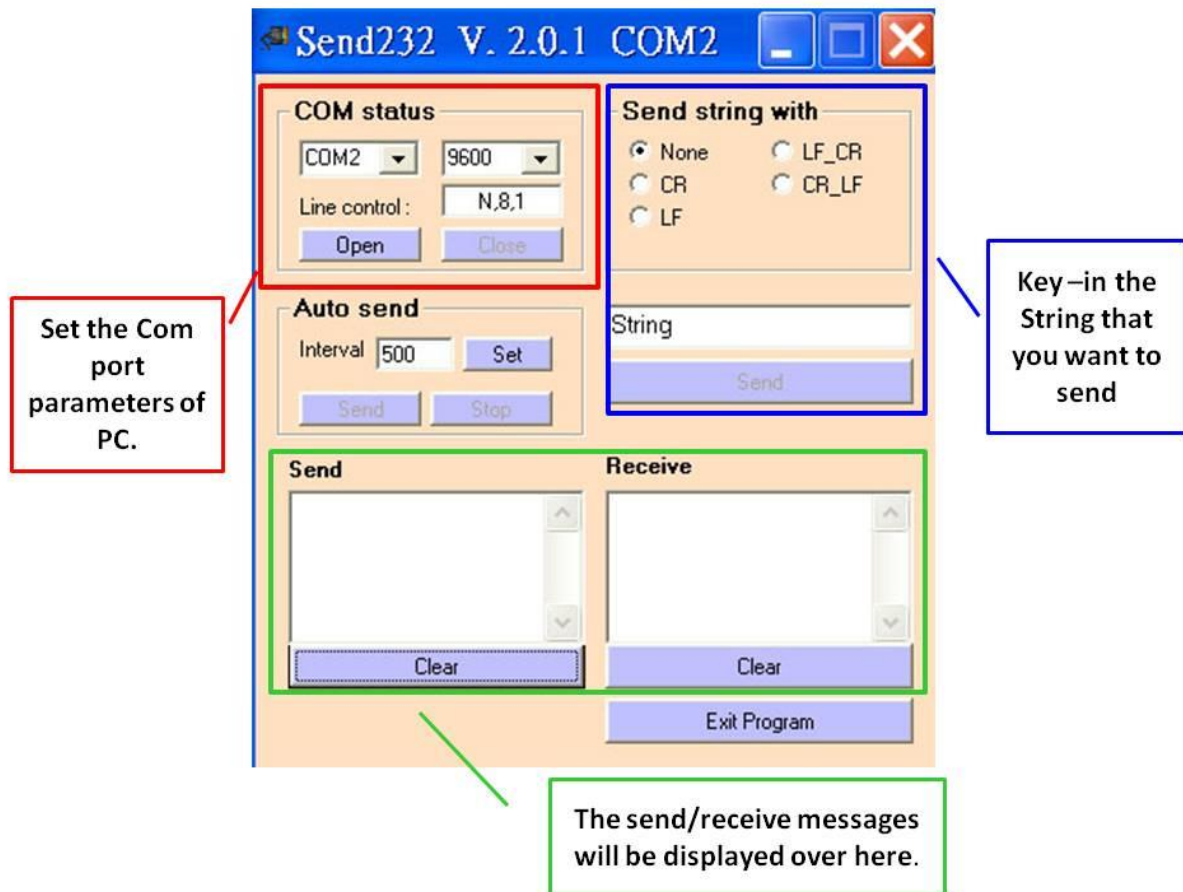 Send232 V. 2.0.1 COM2
COM status
COM2
9600
Line control :
N,8,1
Open
Close
Send string with
None
LF_CR
CR
CR_LF
LF
Auto send
Interval
500
Set
Send
Stop
String
Send
Set the Com
port
parameters of
PC.
Key –in the
String that
you want to
send
Send
Receive
Clear
Clear
Exit Program
The send/receive messages
will be displayed over here.